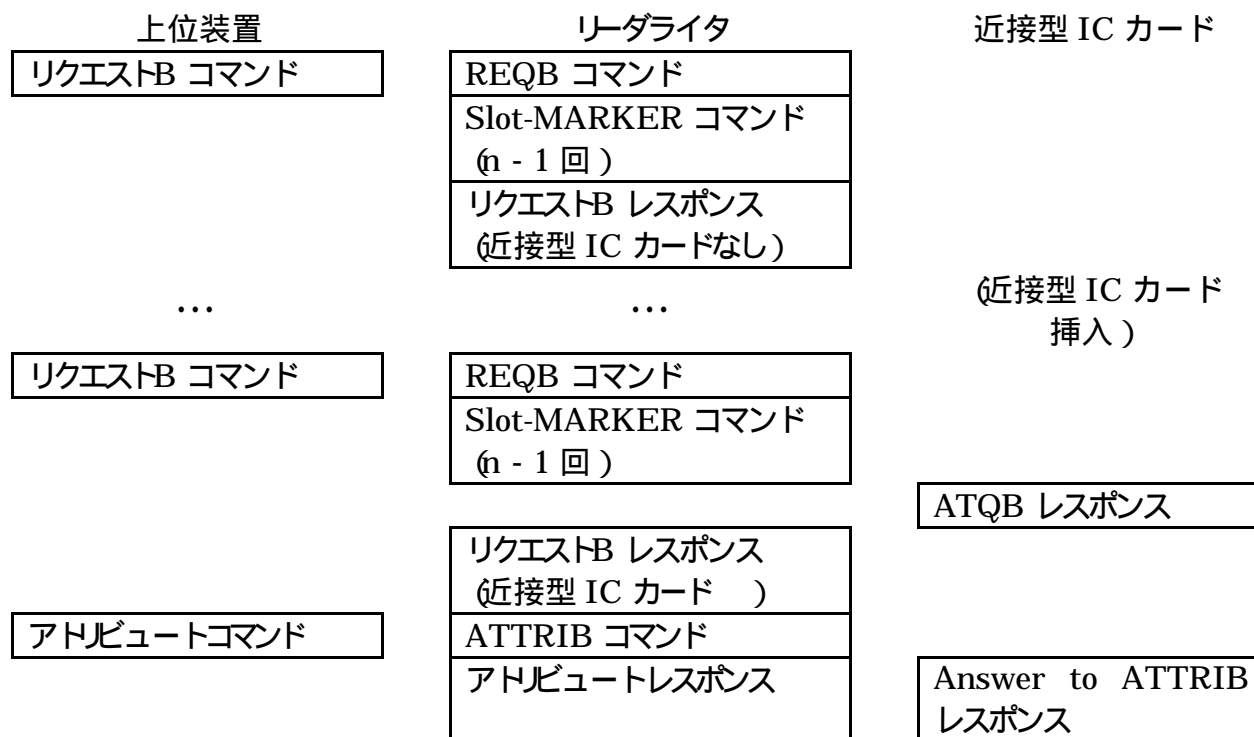 上位装置 リーダライタ 近接型 IC カード
リクエストB コマンド REQB コマンド
Slot-MARKER コマンド
(n - 1 回)
リクエストB レスポンス
(近接型 IC カードなし)
(近接型 IC カード
… …
挿入)
リクエストB コマンド REQB コマンド
Slot-MARKER コマンド
(n - 1 回)
ATQB レスポンス
リクエストB レスポンス
(近接型 IC カード )
アトリビュートコマンド ATTRIB コマンド
アトリビュートレスポンス Answer to ATTRIB
レスポンス